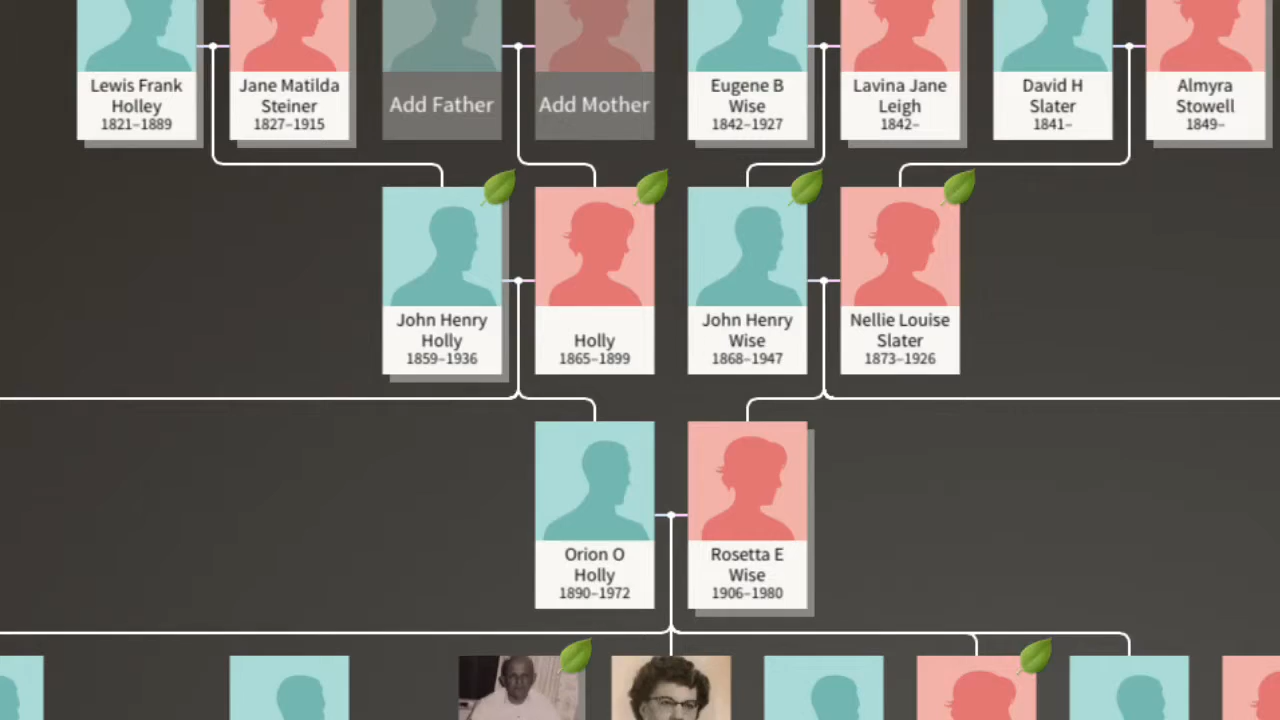 Lewis Frank
Holley
1821–1889
Jane Matilda
Steiner
1827–1915
Add Father
Add Mother
Eugene B
Wise
1842–1927
Lavina Jane
Leigh
1842–
David H
Slater
1841–
Almyra
Stowell
1849–
John Henry
Holly
1859–1936
Holly
1865–1899
John Henry
Wise
1868–1947
Nellie Louise
Slater
1873–1926
Orion O
Holly
1890–1972
Rosetta E
Wise
1906–1980